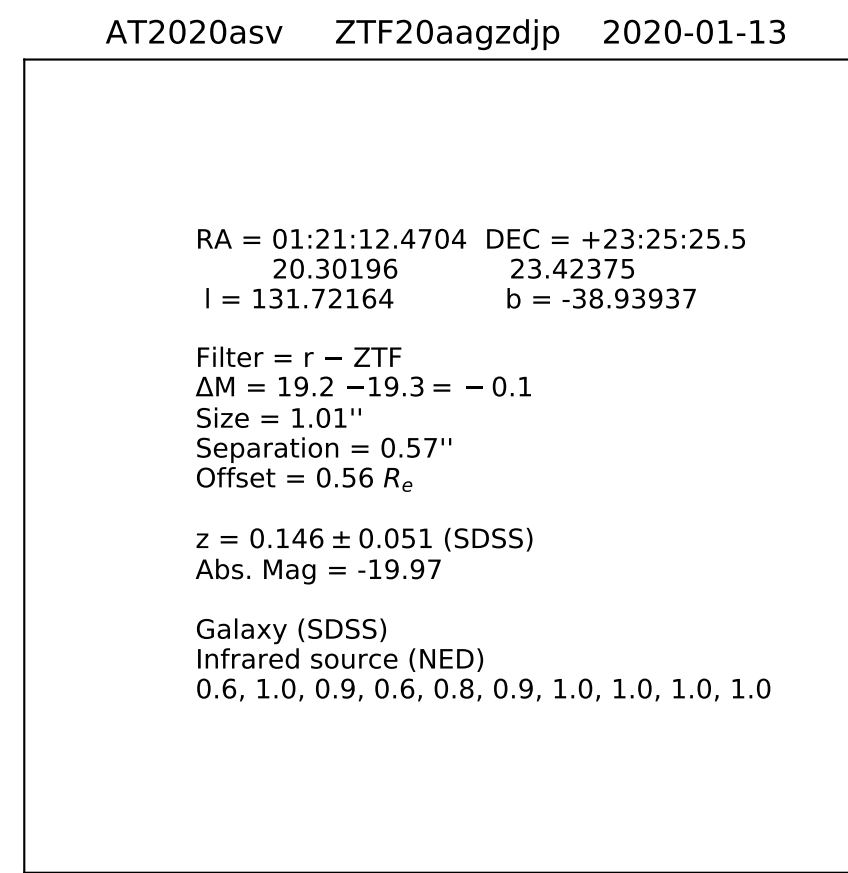 AT2020asv ZTF20aagzdjp 2020-01-13
RA = 01:21:12.4704 DEC = +23:25:25.5
20.30196 23.42375
l = 131.72164 b = -38.93937
Filter = r − ZTF
ΔM = 19.2 −19.3 = − 0.1
Size = 1.01''
Separation = 0.57''
Offset = 0.56 Re
z = 0.146 ± 0.051 (SDSS)
Abs. Mag = -19.97
Galaxy (SDSS)
Infrared source (NED)
0.6, 1.0, 0.9, 0.6, 0.8, 0.9, 1.0, 1.0, 1.0, 1.0